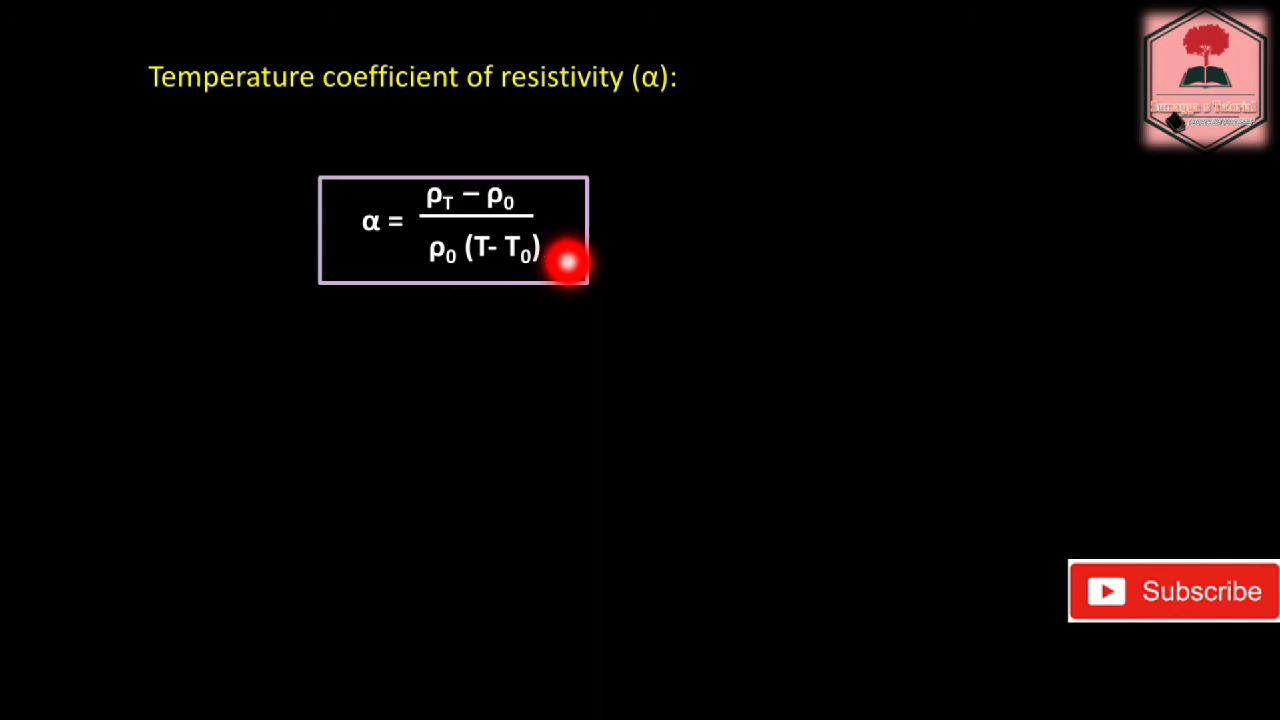 Temperature coefficient of resistivity (α):
α = 
ρT – ρ0
ρ0 (T- T0)
Subscribe